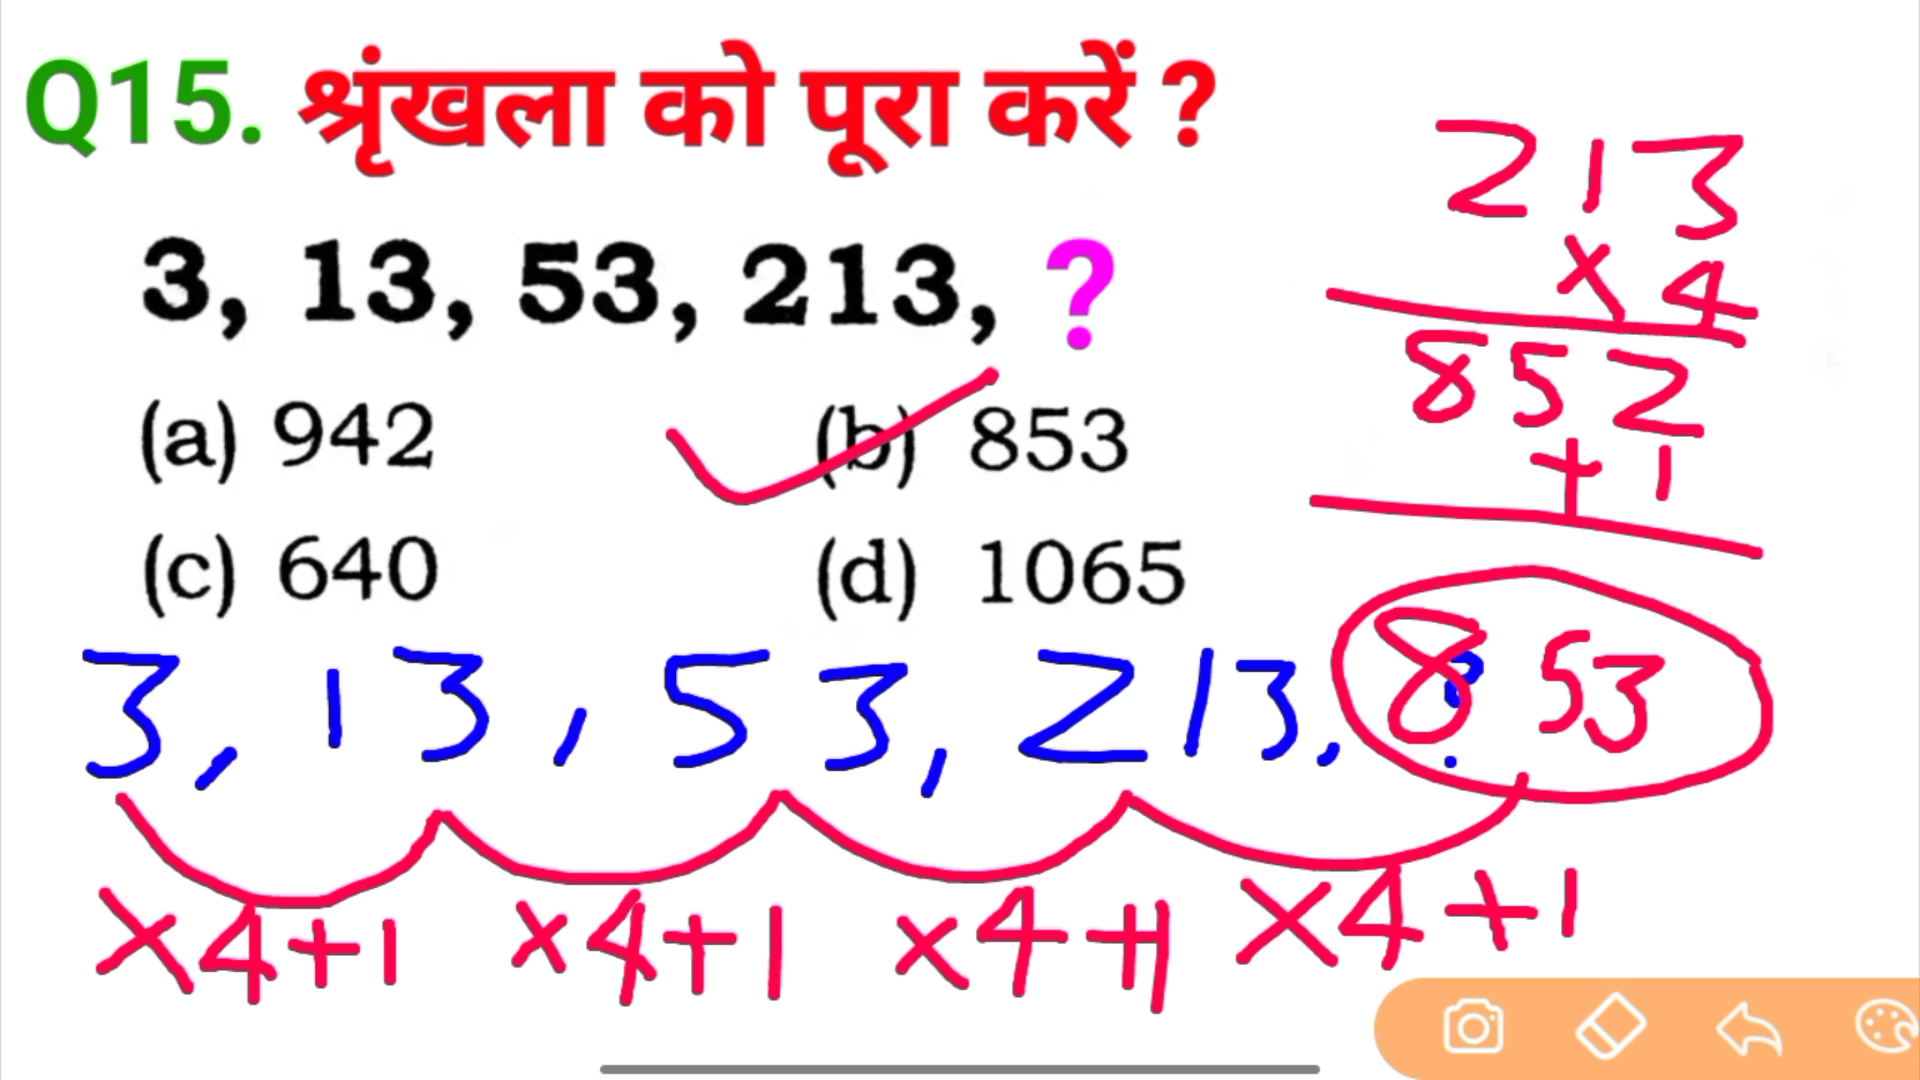 Q15. श्रृंखला को पूरा करें ?
3, 13, 53, 213, ?
(a) 942 (b) 853
(c) 640 (d) 1065
213
× 4
852
+ 1
853
3, 13, 53, 213, ?
×4+1 ×4+1 ×4+1 ×4+1